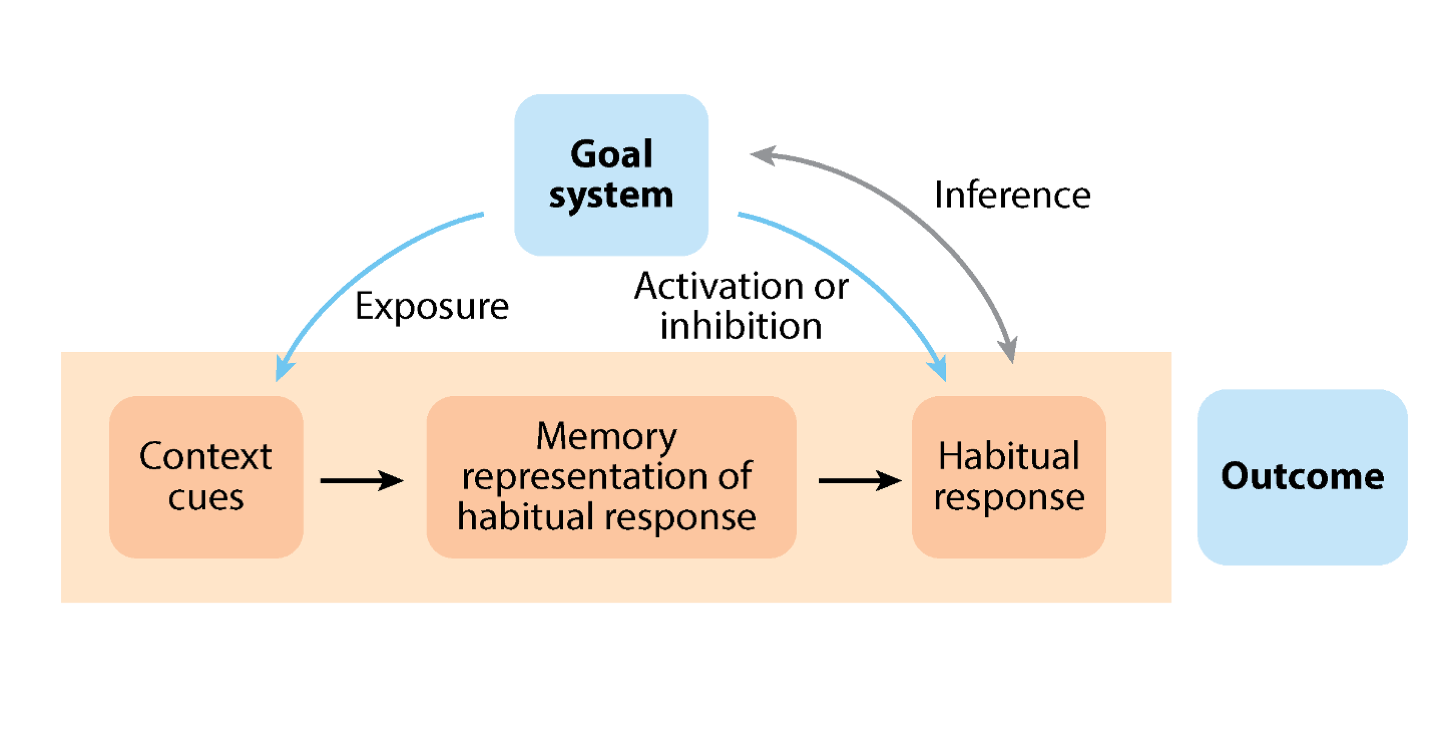 Goal
system
Inference
Exposure
Activation or
inhibition
Context
cues
Memory
representation of
habitual response
Habitual
response
Outcome